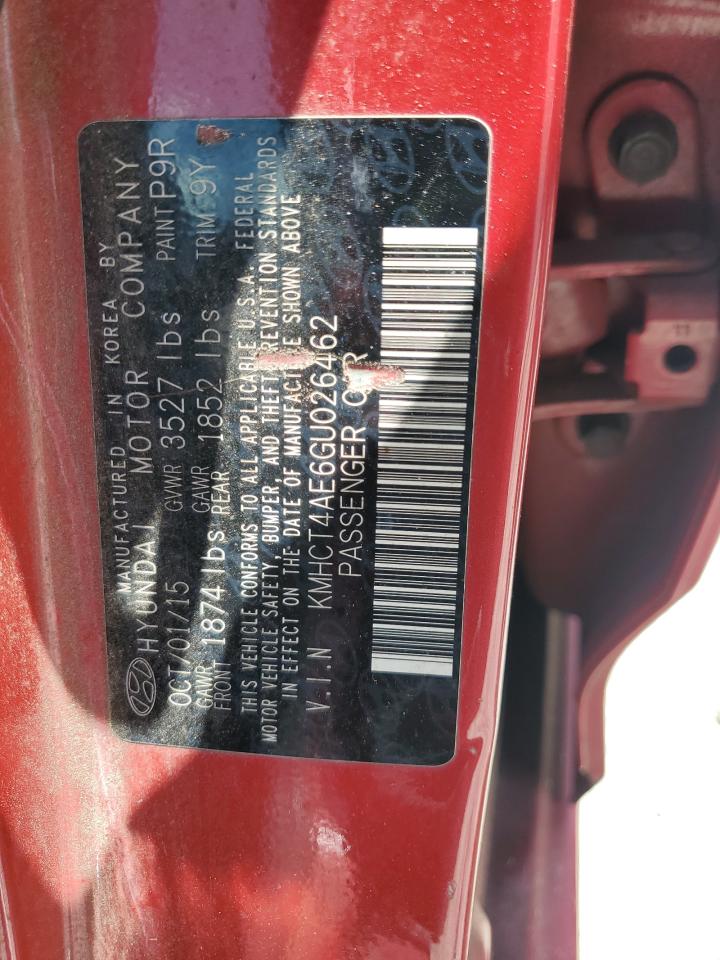 MANUFACTURED IN KOREA BY
HYUNDAI MOTOR COMPANY
OCT/01/15 GVWR 3527 lbs PAINT P9R
GAWR FRONT 1874 lbs GAWR REAR 1852 lbs TRIM 9Y
THIS VEHICLE CONFORMS TO ALL APPLICABLE U.S.A. FEDERAL
MOTOR VEHICLE SAFETY, BUMPER, AND THEFT PREVENTION STANDARDS
IN EFFECT ON THE DATE OF MANUFACTURE SHOWN ABOVE
V.I.N KMHCT4AE6GU026462
PASSENGER CAR